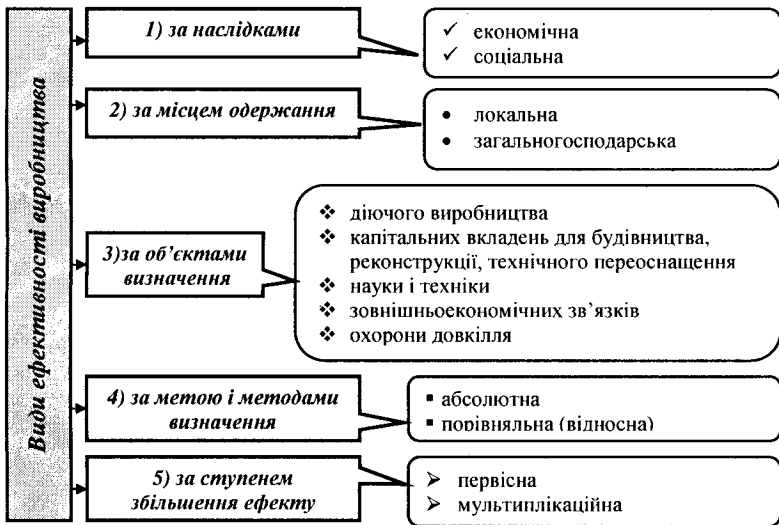 Види ефективності виробництва
1) за наслідками
✓ економічна
✓ соціальна
2) за місцем одержання
• локальна
• загальногосподарська
3)за об’єктами
визначення
❖ діючого виробництва
❖ капітальних вкладень для будівництва,
реконструкції, технічного переоснащення
❖ науки і техніки
❖ зовнішньоекономічних зв’язків
❖ охорони довкілля
4) за метою і методами
визначення
▪ абсолютна
▪ порівняльна (відносна)
5) за ступенем
збільшення ефекту
➢ первісна
➢ мультиплікаційна